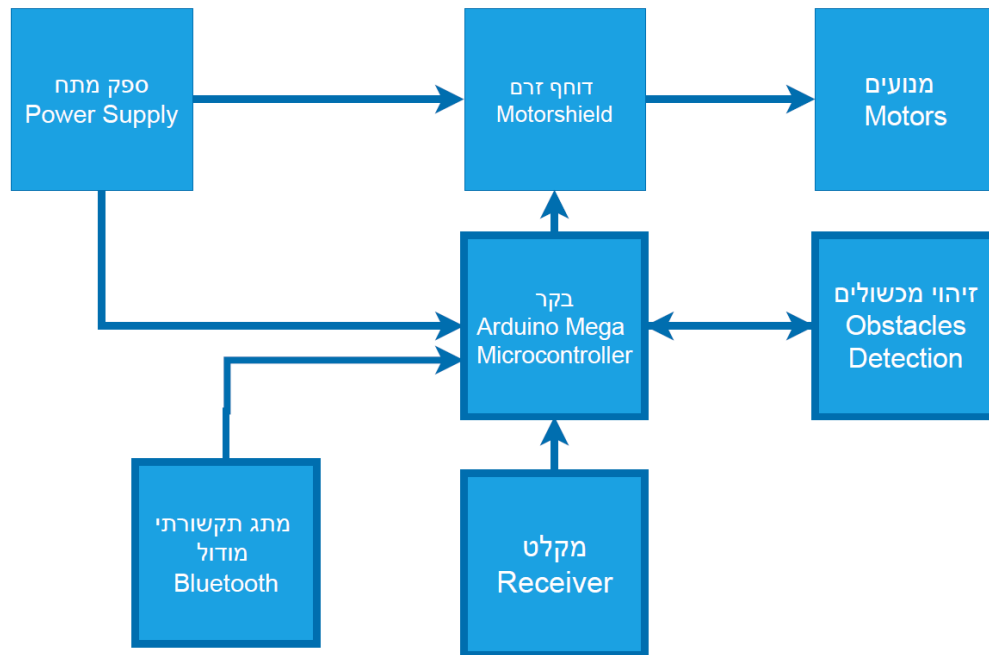 ספק מתח
Power Supply
דוחף זרם
Motorshield
מנועים
Motors
בקר
Arduino Mega
Microcontroller
זיהוי מכשולים
Obstacles
Detection
מתג תקשורתי
מודול
Bluetooth
מקלט
Receiver